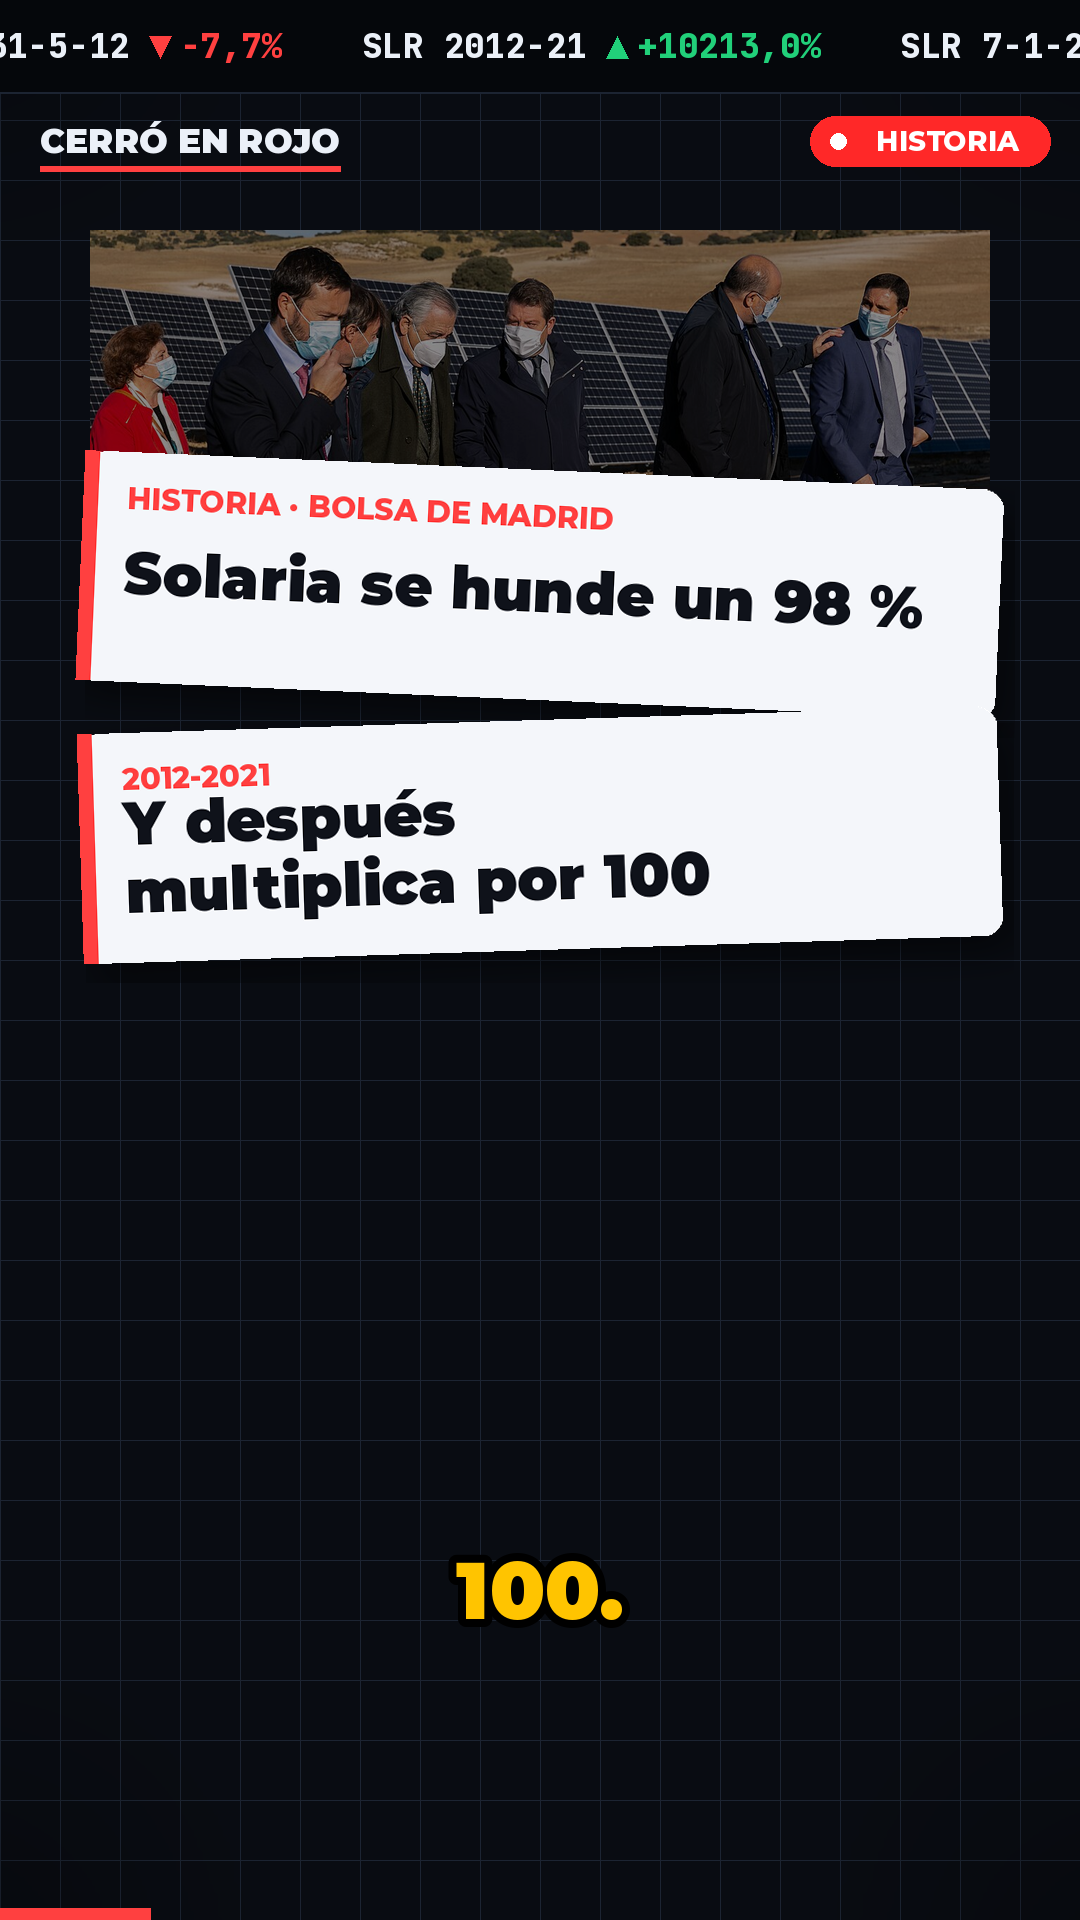 31-5-12 ▼ -7,7% SLR 2012-21 ▲ +10213,0% SLR 7-1-2
CERRÓ EN ROJO
HISTORIA
HISTORIA • BOLSA DE MADRID
Solaria se hunde un 98 %
2012-2021
Y después
multiplica por 100
100.